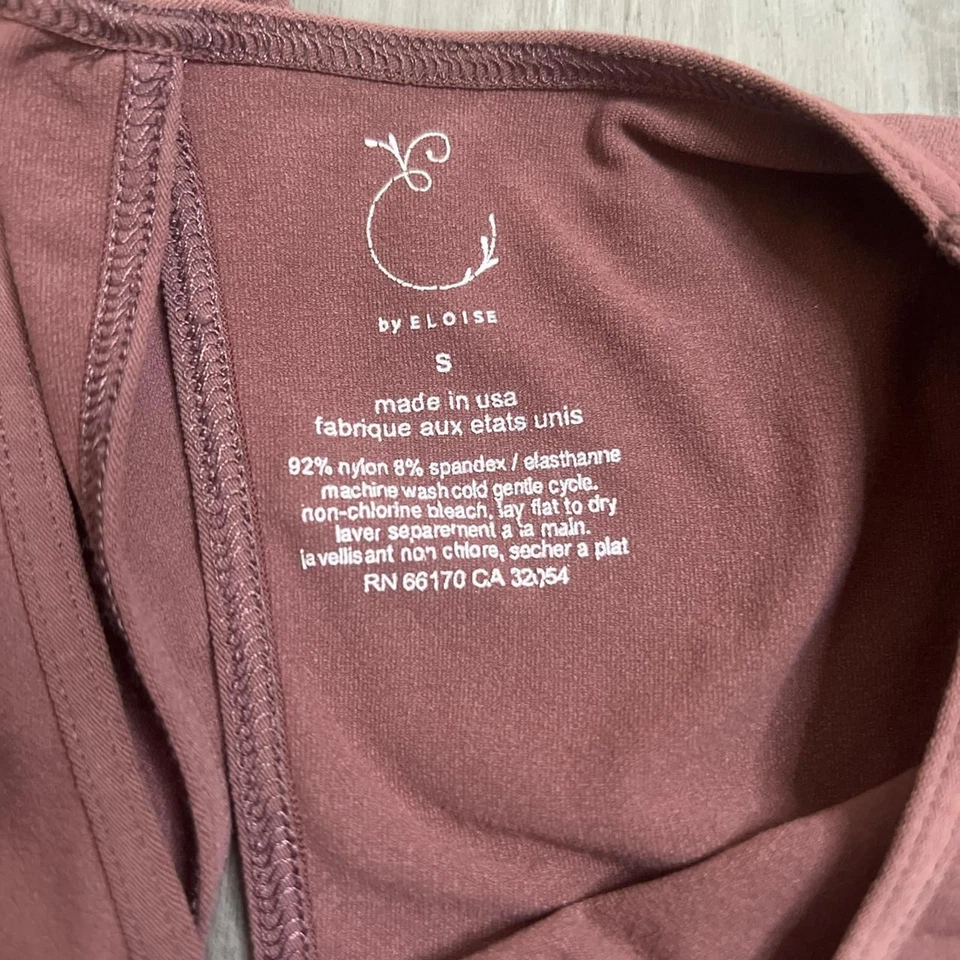 by ELOISE
S
made in usa
fabrique aux etats unis
92% nylon 8% spandex / elasthanne
machine wash cold gentle cycle.
non-chlorine bleach, lay flat to dry
laver separement a la main.
javellisant non chlore, secher a plat
RN 66170 CA